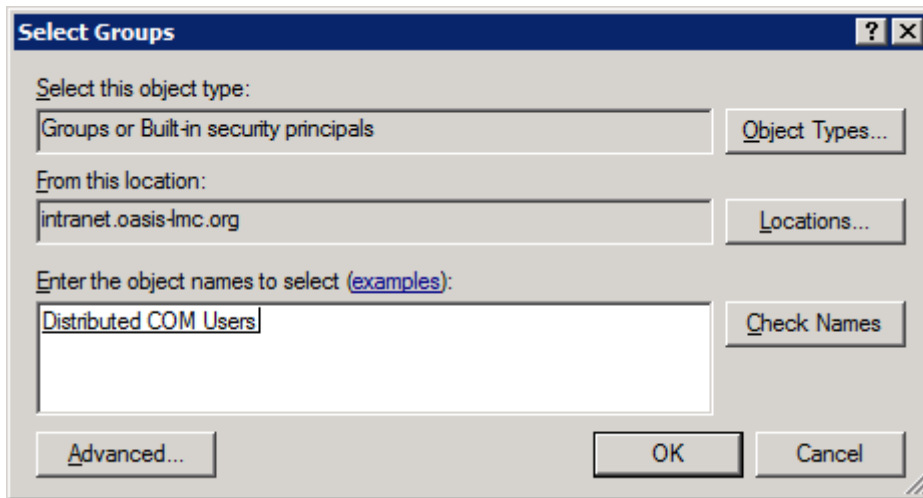 Select Groups
Select this object type:
Groups or Built-in security principals
Object Types...
From this location:
intranet.oasis-lmc.org
Locations...
Enter the object names to select (examples):
Distributed COM Users
Check Names
Advanced...
OK
Cancel